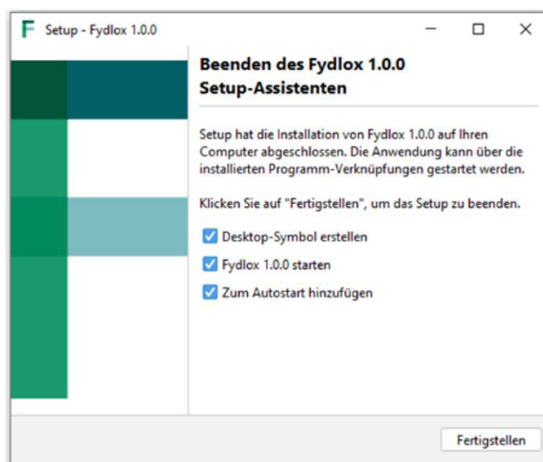 Setup - Fydlox 1.0.0
Beenden des Fydlox 1.0.0
Setup-Assistenten
Setup hat die Installation von Fydlox 1.0.0 auf Ihren
Computer abgeschlossen. Die Anwendung kann über die
installierten Programm-Verknüpfungen gestartet werden.
Klicken Sie auf "Fertigstellen", um das Setup zu beenden.
Desktop-Symbol erstellen
Fydlox 1.0.0 starten
Zum Autostart hinzufügen
Fertigstellen